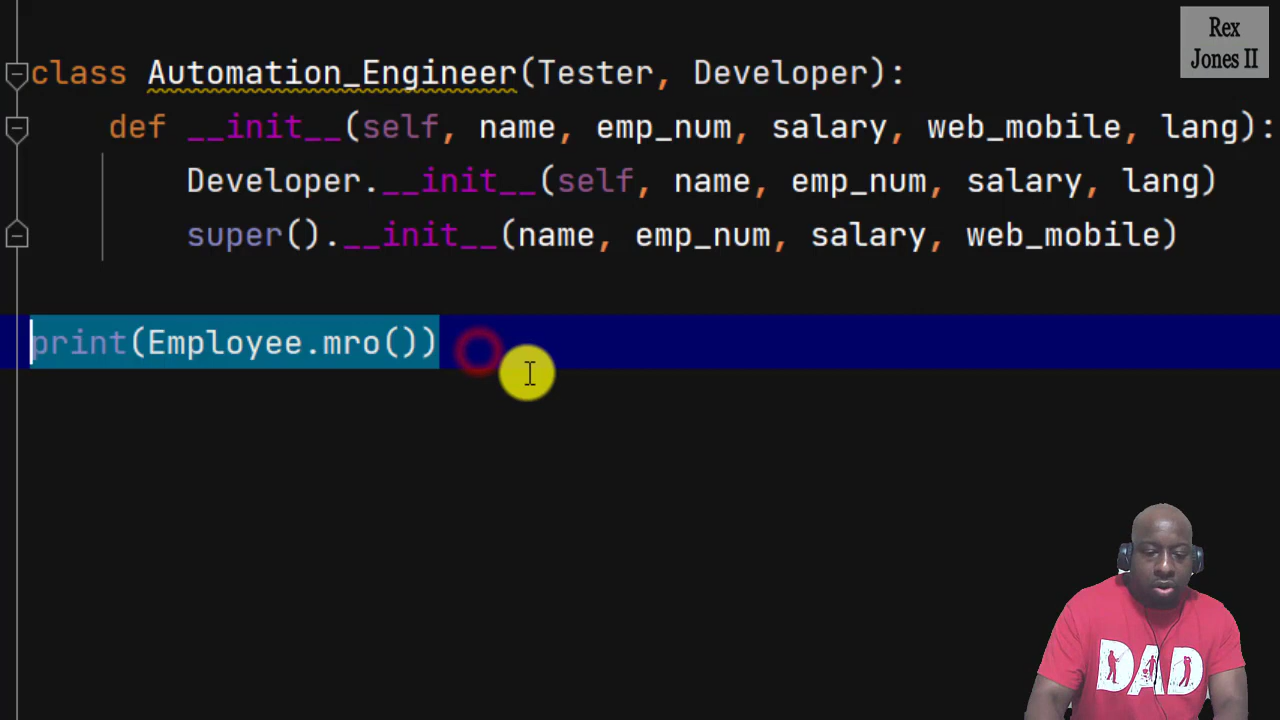 Rex
Jones II
class Automation_Engineer(Tester, Developer):
def __init__(self, name, emp_num, salary, web_mobile, lang):
Developer.__init__(self, name, emp_num, salary, lang)
super().__init__(name, emp_num, salary, web_mobile)
print(Employee.mro())
DAD